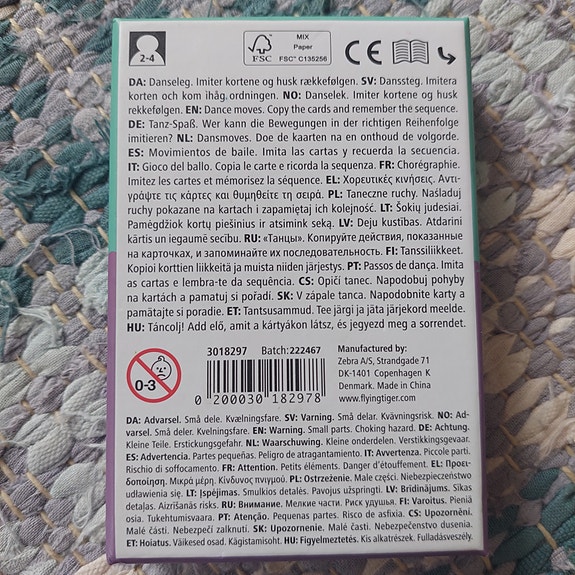 2-4
FSC
MIX
Paper
FSC™ C135256
CE
DA: Danseleg. Imiter kortene og husk rækkefølgen. SV: Danssteg. Imitera
korten och kom ihåg ordningen. NO: Danselek. Imiter kortene og husk
rekkefølgen. EN: Dance moves. Copy the cards and remember the sequence.
DE: Tanz-Spaß. Wer kann die Bewegungen in der richtigen Reihenfolge
imitieren? NL: Dansmoves. Doe de kaarten na en onthoud de volgorde.
ES: Movimientos de baile. Imita las cartas y recuerda la secuencia.
IT: Gioco del ballo. Copia le carte e ricorda la sequenza. FR: Chorégraphie.
Imitez les cartes et mémorisez la séquence. EL: Χορευτικές κινήσεις. Αντι-
γράψτε τις κάρτες και θυμηθείτε τη σειρά. PL: Taneczne ruchy. Naśladuj
ruchy pokazane na kartach i zapamiętaj ich kolejność. LT: Šokių judesiai.
Pamėgdžiok kortų piešinius ir atsimink seką. LV: Deju kustības. Atdarini
kārtis un iegaumē secību. RU: «Танцы». Копируйте действия, показанные
на карточках, и запоминайте их последовательность. FI: Tanssiliikkeet.
Kopioi korttien liikkeitä ja muista niiden järjestys. PT: Passos de dança. Imita
as cartas e lembra-te da sequência. CS: Opičí tanec. Napodobuj pohyby
na kartách a pamatuj si pořadí. SK: V zápale tanca. Napodobnite karty a
pamätajte si poradie. ET: Tantsusammud. Tee järgi ja jäta järjekord meelde.
HU: Táncolj! Add elő, amit a kártyákon látsz, és jegyezd meg a sorrendet.
0-3
3018297 Batch:222467
0 200030 182978
Manufactured by:
Zebra A/S, Strandgade 71
DK-1401 Copenhagen K
Denmark. Made in China
www.flyingtiger.com
DA: Advarsel. Små dele. Kvælningsfare. SV: Varning. Små delar. Kvävningsrisk. NO: Ad-
varsel. Små deler. Kvelningsfare. EN: Warning. Small parts. Choking hazard. DE: Achtung.
Kleine Teile. Erstickungsgefahr. NL: Waarschuwing. Kleine onderdelen. Verstikkingsgevaar.
ES: Advertencia. Partes pequeñas. Peligro de atragantamiento. IT: Avvertenza. Piccole parti.
Rischio di soffocamento. FR: Attention. Petits éléments. Danger d'étouffement. EL: Προει-
δοποίηση. Μικρά μέρη. Κίνδυνος πνιγμού. PL: Ostrzeżenie. Małe części. Niebezpieczeństwo
udławienia się. LT: Įspėjimas. Smulkios detalės. Pavojus užspringti. LV: Brīdinājums. Sīkas
detaļas. Aizrīšanās risks. RU: Внимание. Мелкие части. Риск удушья. FI: Varoitus. Pieniä
osia. Tukehtumisvaara. PT: Atenção. Pequenas partes. Risco de asfixia. CS: Upozornění.
Malé části. Nebezpečí zalknutí. SK: Upozornenie. Malé časti. Nebezpečenstvo dusenia.
ET: Hoiatus. Väikesed osad. Kägistamisoht. HU: Figyelmeztetés. Kis alkatrészek. Fulladásveszély.